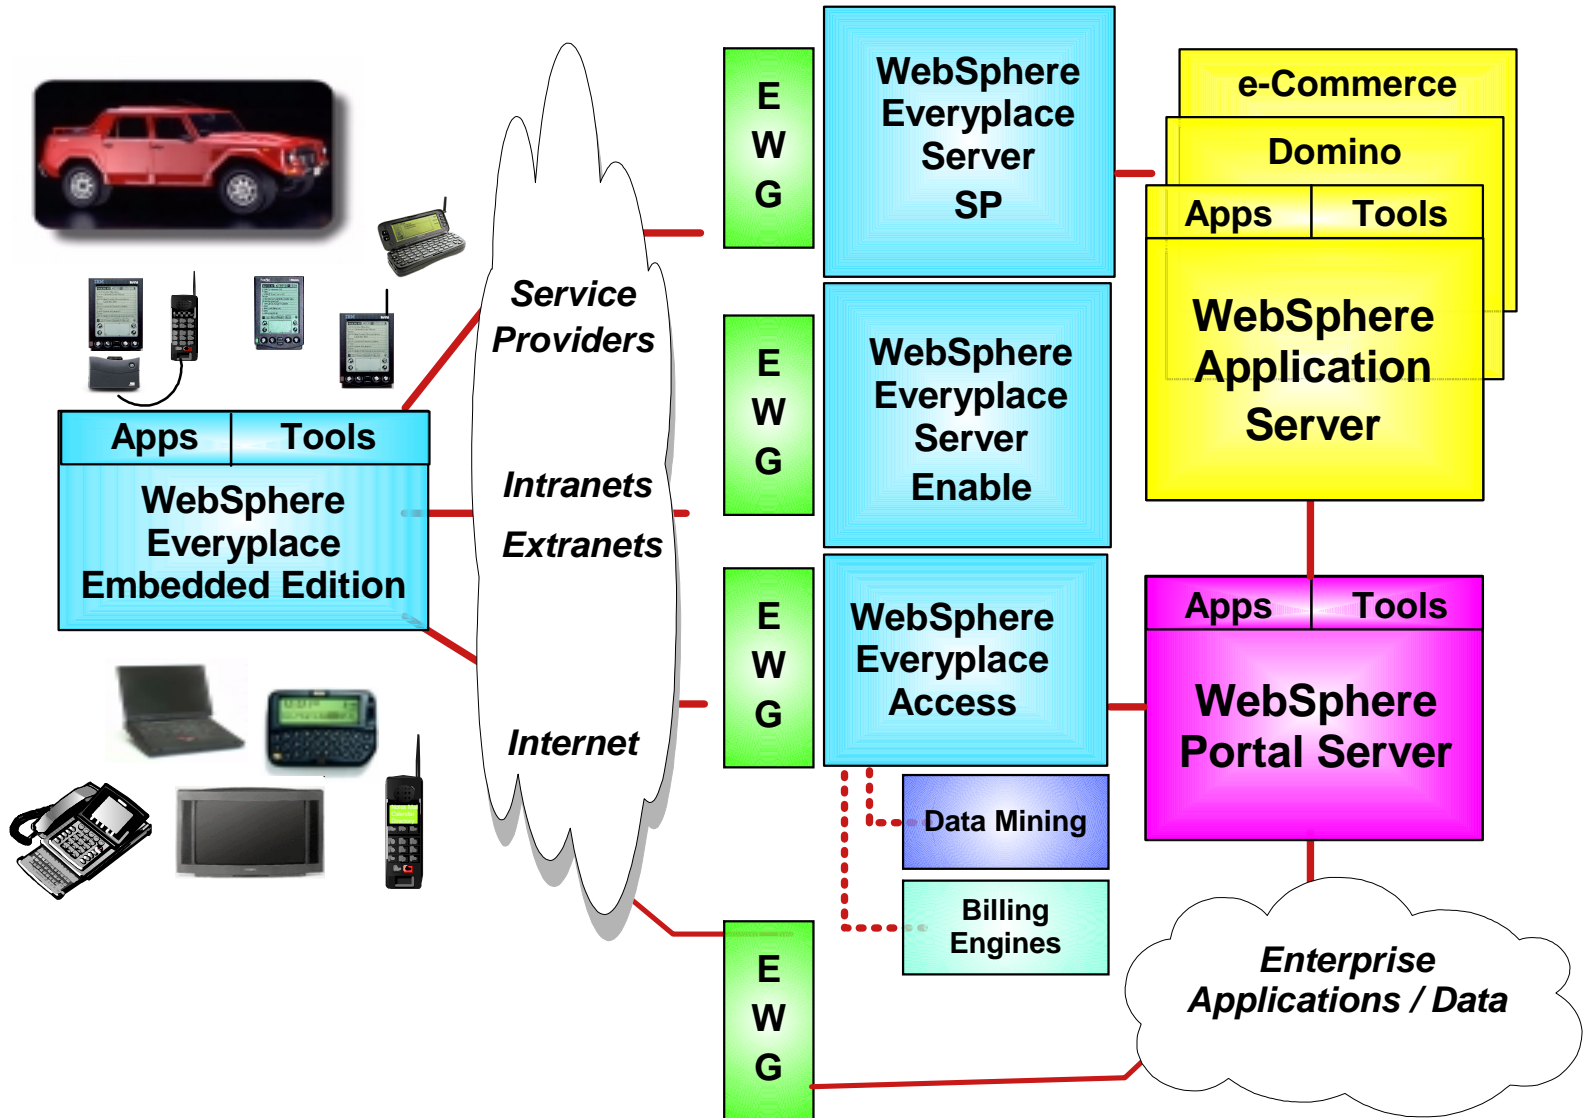 E
W
G
WebSphere
Everyplace
Server
SP
e-Commerce
Domino
Apps
Tools
WebSphere
Application
Server
Service
Providers
E
W
G
WebSphere
Everyplace
Server
Enable
Apps
Tools
WebSphere
Everyplace
Embedded Edition
Intranets
Extranets
E
W
G
WebSphere
Everyplace
Access
Apps
Tools
WebSphere
Portal Server
Internet
Data Mining
Billing
Engines
E
W
G
Enterprise
Applications / Data